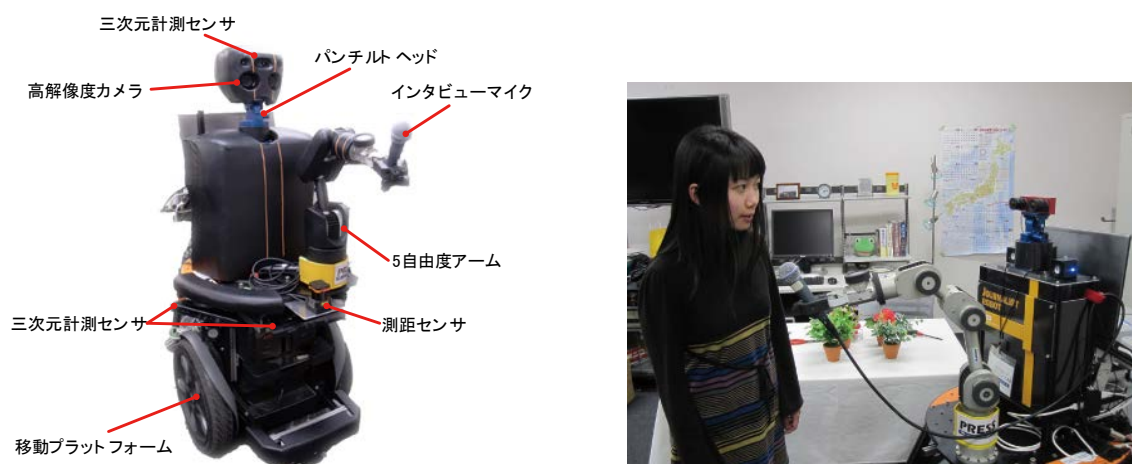 三次元計測センサ
パンチルトヘッド
高解像度カメラ
インタビューマイク
5自由度アーム
三次元計測センサ
測距センサ
移動プラットフォーム
PRESS
JOURNALIST
ROBOT
PRESS